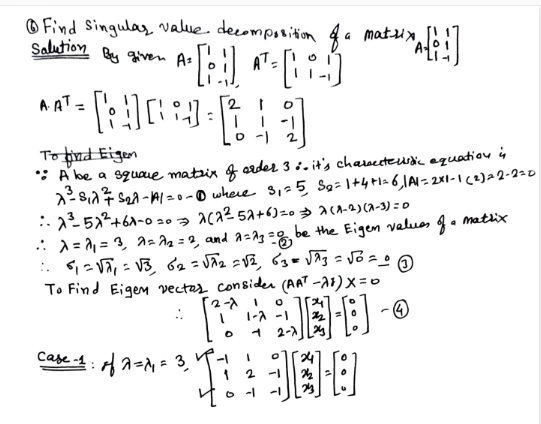 ⑥ Find Singular value decomposition of a matrix A=[1 1; 0 1; 1 -1]
Solution By given A=[1 1; 0 1; 1 -1] A^T=[1 0 1; 1 1 -1]
A.A^T = [1 1; 0 1; 1 -1] [1 0 1; 1 1 -1] = [2 1 0; 1 1 -1; 0 -1 2]
To find Eigen
∵ A be a square matrix of order 3 ∴ it's characteristic equation is
λ³-S₁λ²+S₂λ-|A|=0-① where S₁=5, S₂=1+4+1=6, |A|=2×1-1(2)=2-2=0
∴ λ³-5λ²+6λ-0=0 ⇒ λ(λ²-5λ+6)=0 ⇒ λ(λ-2)(λ-3)=0
∴ λ=λ₁=3, λ=λ₂=2, and λ=λ₃=0 ② be the Eigen values of a matrix
∴ σ₁=√λ₁=√3, σ₂=√λ₂=√2, σ₃=√λ₃=√0=0 ③
To Find Eigen vector consider (AA^T-λI)X=0
∴ [2-λ 1 0; 1 1-λ -1; 0 -1 2-λ][x₁; x₂; x₃]=[0; 0; 0] -④
Case-1: if λ=λ₁=3, [-1 1 0; 1 2 -1; 0 -1 -1][x₁; x₂; x₃]=[0; 0; 0]